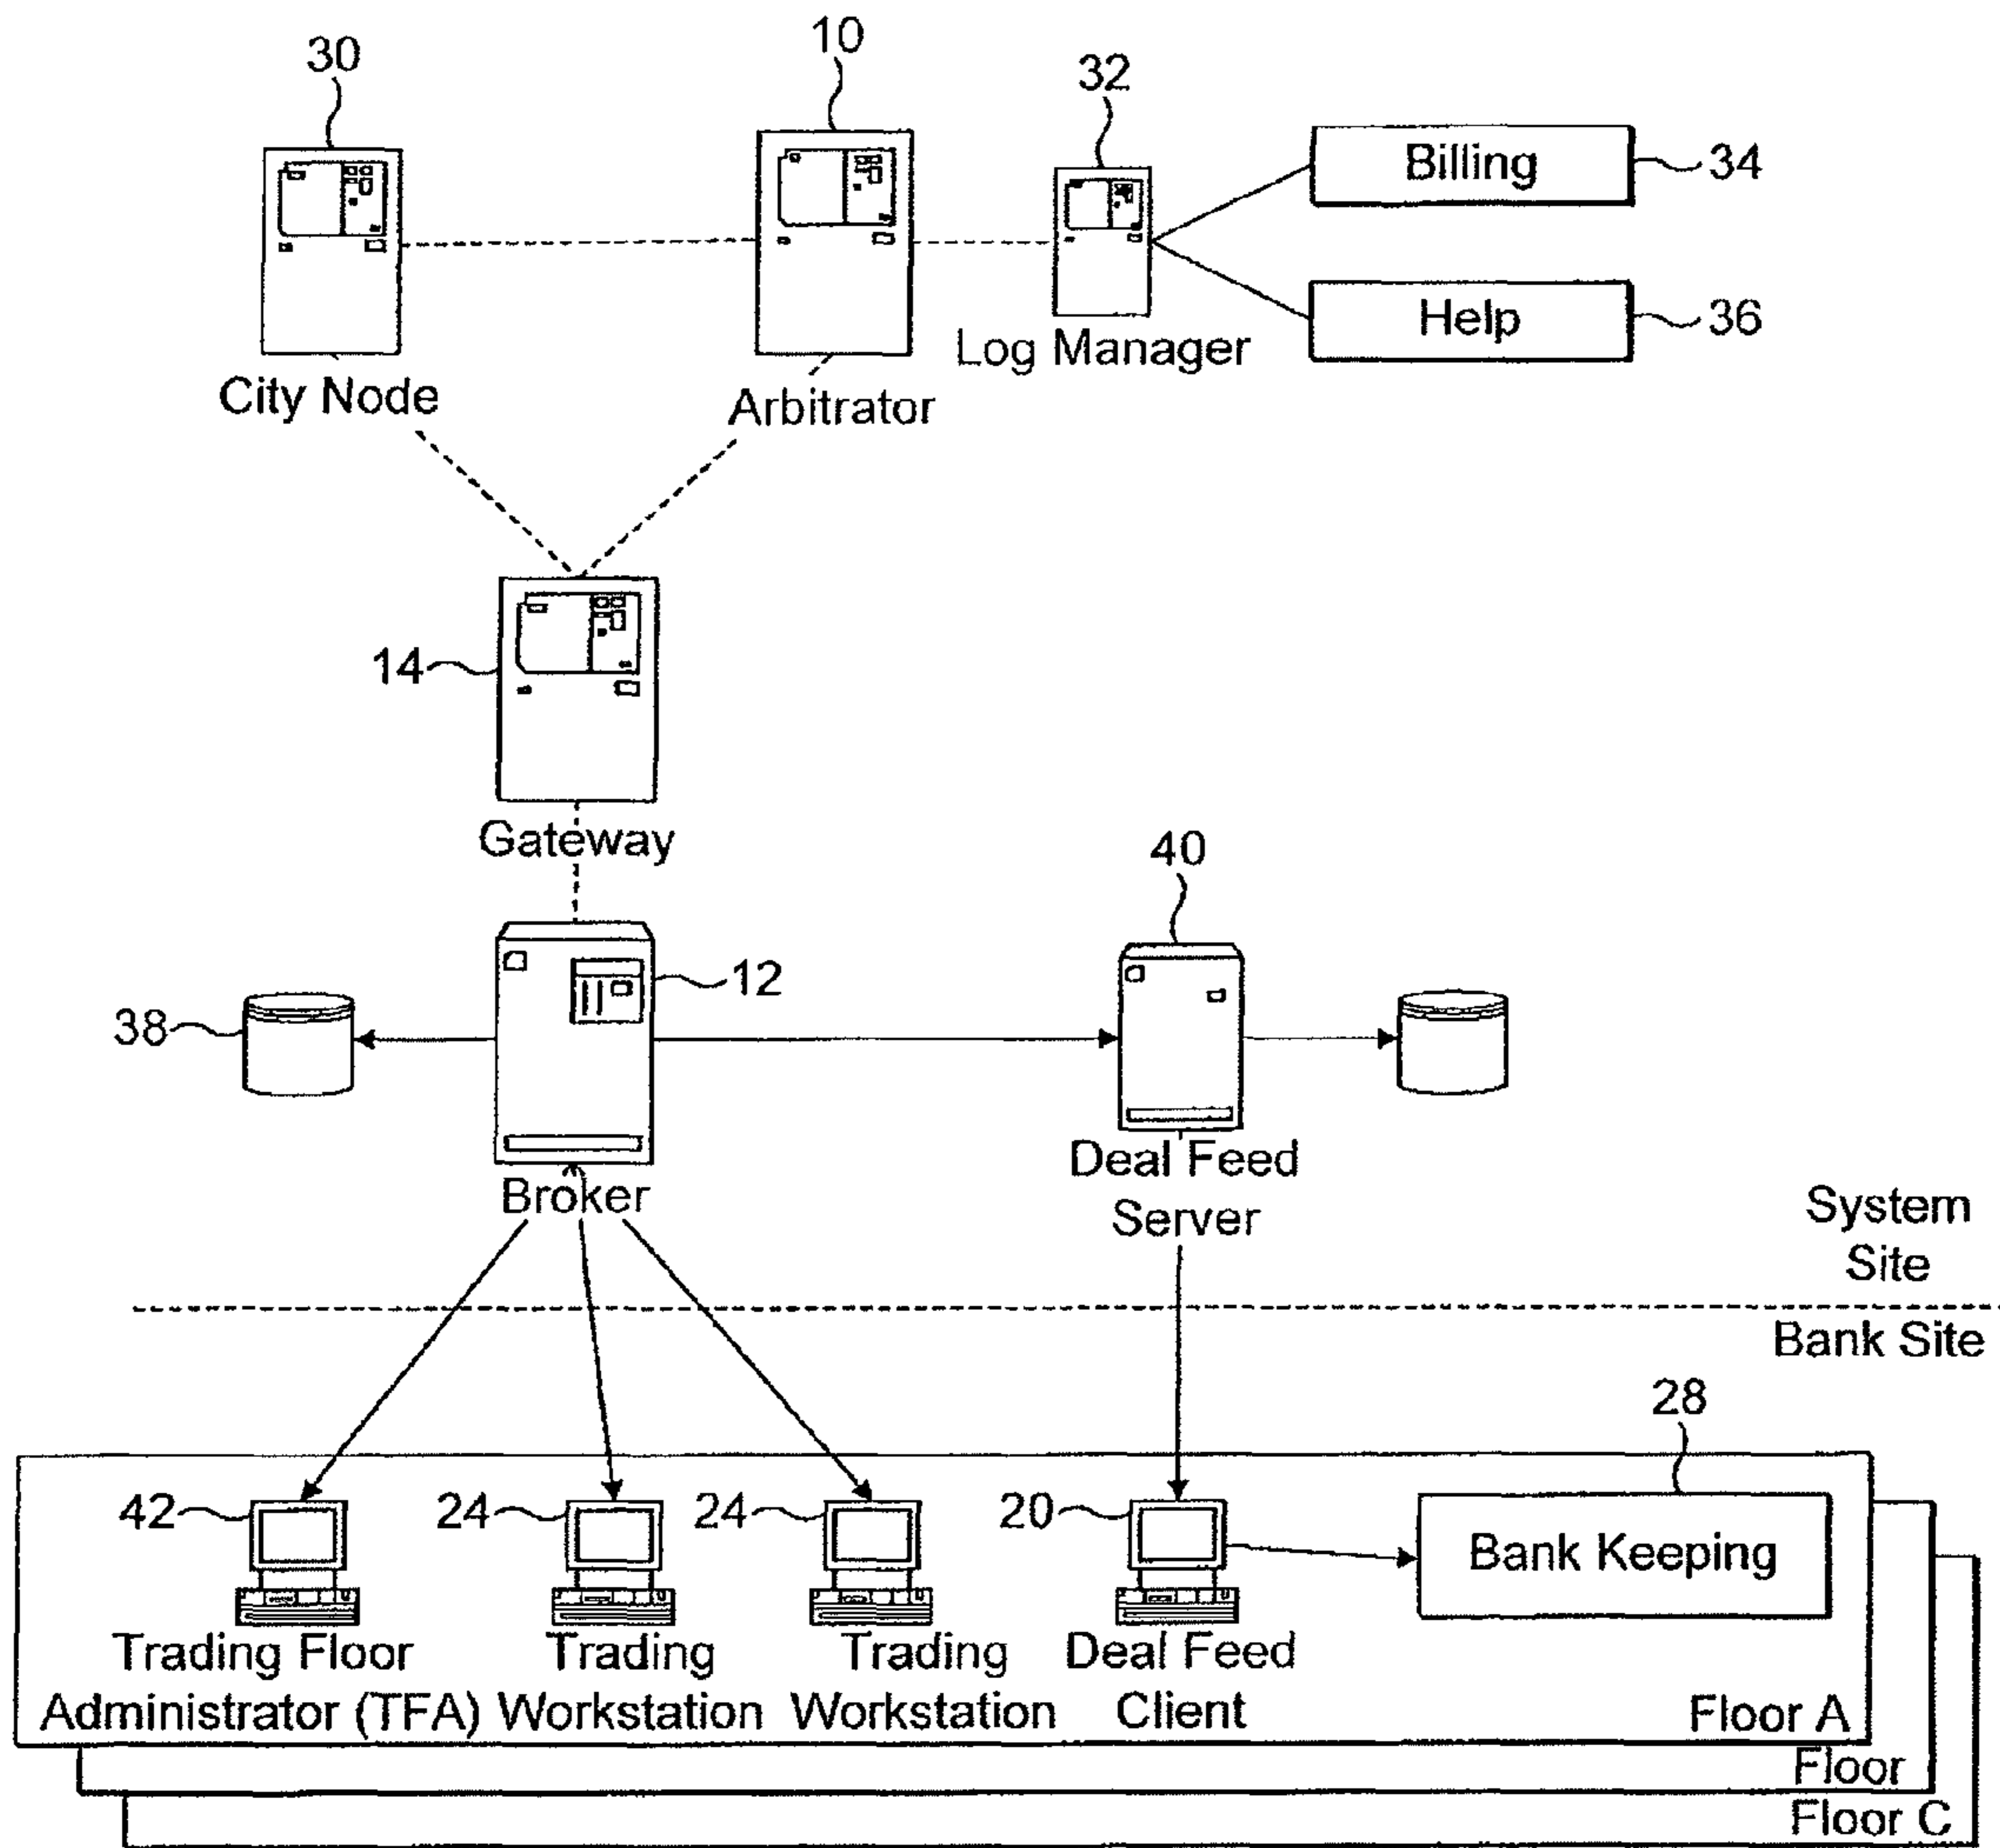 30
10
32
Billing
34
Help
36
City Node
Arbitrator
Log Manager
14
Gateway
40
12
38
Broker
Deal Feed
Server
System
Site
Bank Site
28
42
24
24
20
Bank Keeping
Trading Floor
Administrator (TFA)
Trading
Workstation
Trading
Workstation
Deal Feed
Client
Floor A
Floor
Floor C